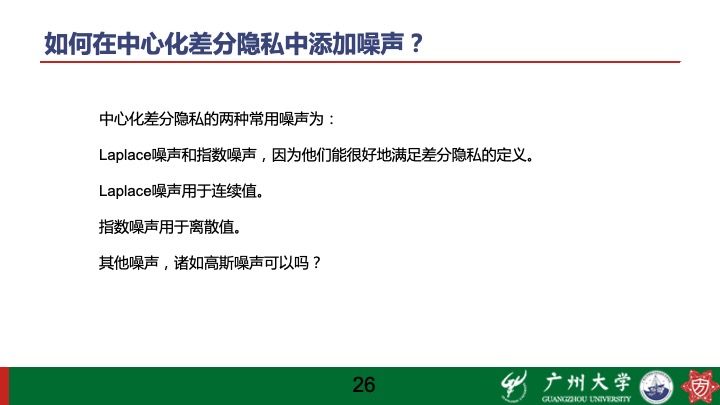 如何在中心化差分隐私中添加噪声？
中心化差分隐私的两种常用噪声为：
Laplace噪声和指数噪声，因为他们能很好地满足差分隐私的定义。
Laplace噪声用于连续值。
指数噪声用于离散值。
其他噪声，诸如高斯噪声可以吗？
26
广州大学
GUANGZHOU UNIVERSITY